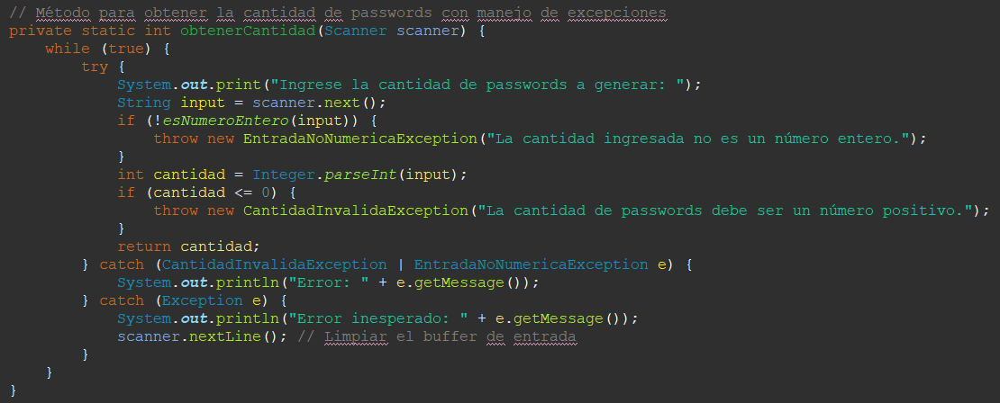 // Método para obtener la cantidad de passwords con manejo de excepciones
private static int obtenerCantidad(Scanner scanner) {
    while (true) {
        try {
            System.out.print("Ingrese la cantidad de passwords a generar: ");
            String input = scanner.next();
            if (!esNumeroEntero(input)) {
                throw new EntradaNoNumericaException("La cantidad ingresada no es un número entero.");
            }
            int cantidad = Integer.parseInt(input);
            if (cantidad <= 0) {
                throw new CantidadInvalidaException("La cantidad de passwords debe ser un número positivo.");
            }
            return cantidad;
        } catch (CantidadInvalidaException | EntradaNoNumericaException e) {
            System.out.println("Error: " + e.getMessage());
        } catch (Exception e) {
            System.out.println("Error inesperado: " + e.getMessage());
            scanner.nextLine(); // Limpiar el buffer de entrada
        }
    }
}